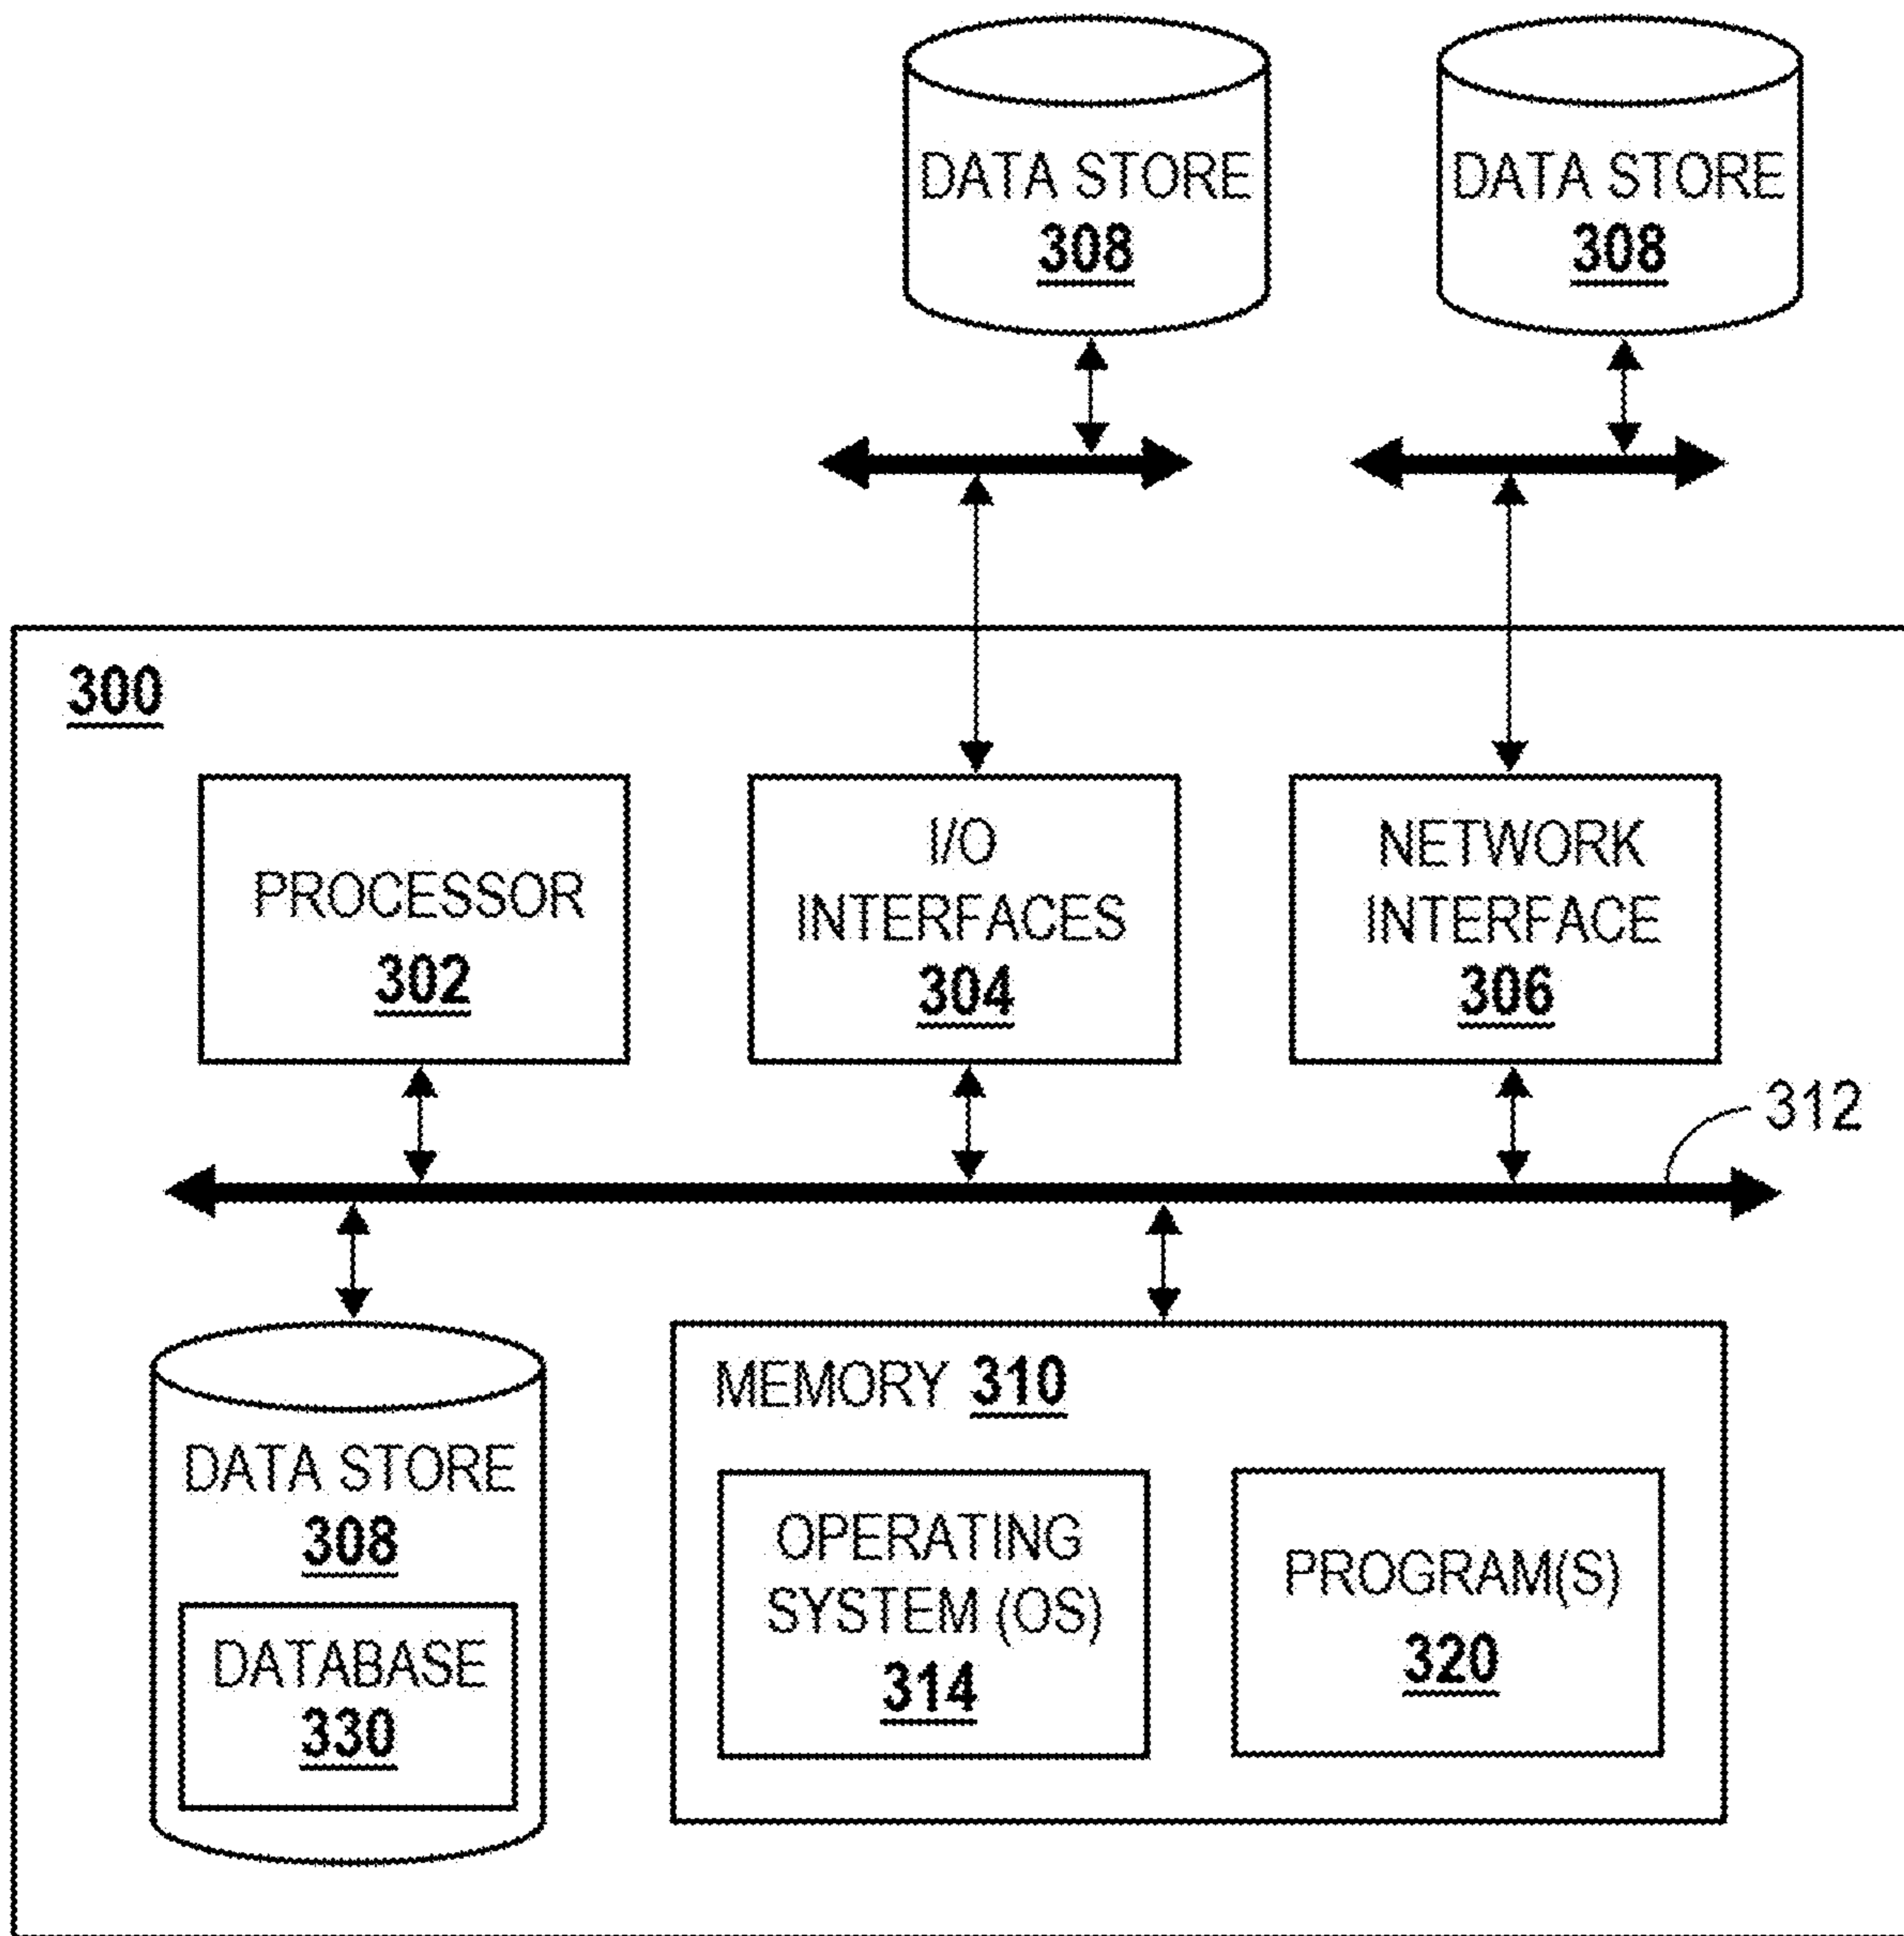 DATA STORE
308
DATA STORE
308
300
PROCESSOR
302
I/O
INTERFACES
304
NETWORK
INTERFACE
306
312
DATA STORE
308
DATABASE
330
MEMORY 310
OPERATING
SYSTEM (OS)
314
PROGRAM(S)
320